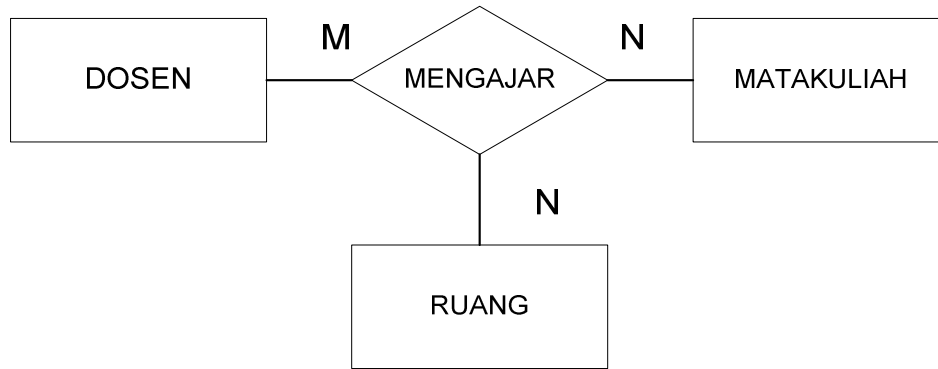 M
N
DOSEN
MENGAJAR
MATAKULIAH
N
RUANG